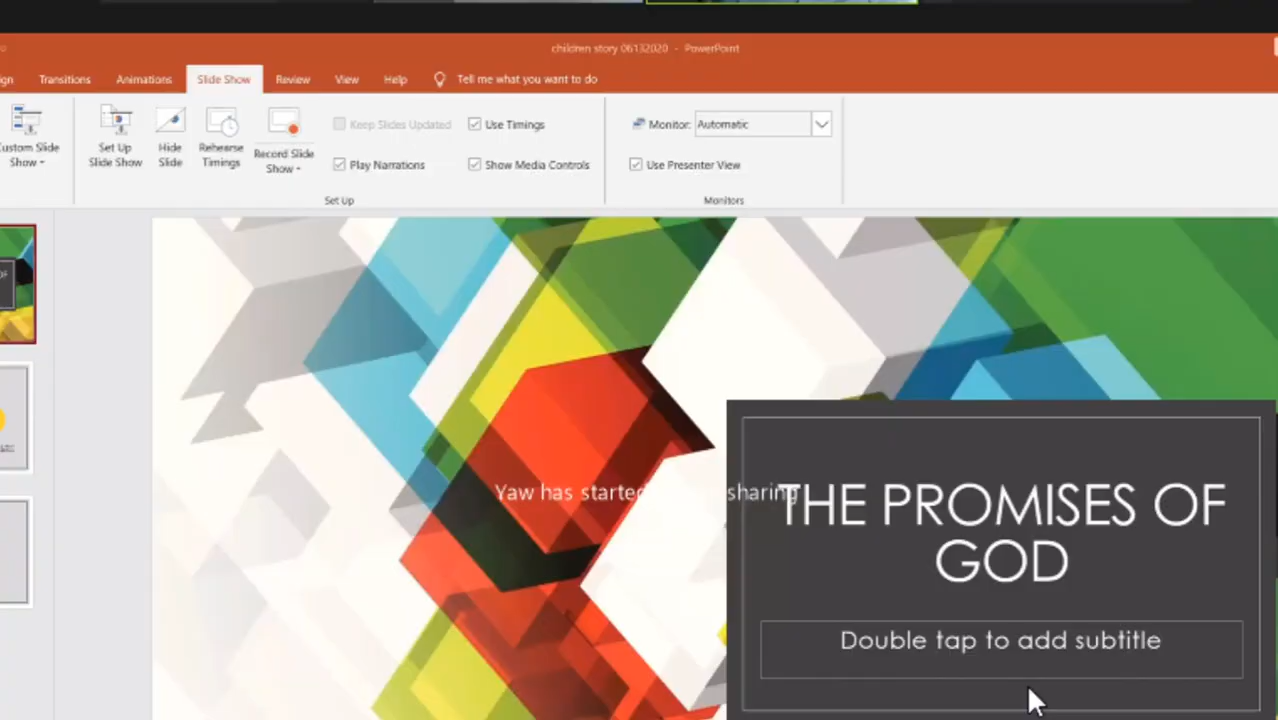 children story 06132020 - PowerPoint
ign Transitions Animations Slide Show Review View Help Tell me what you want to do
Custom Slide
Show
Set Up
Slide Show
Hide
Slide
Rehearse
Timings
Record Slide
Show
Keep Slides Updated
Use Timings
Play Narrations
Show Media Controls
Set Up
Monitor: Automatic
Use Presenter View
Monitors
Yaw has started sharing
THE PROMISES OF
GOD
Double tap to add subtitle